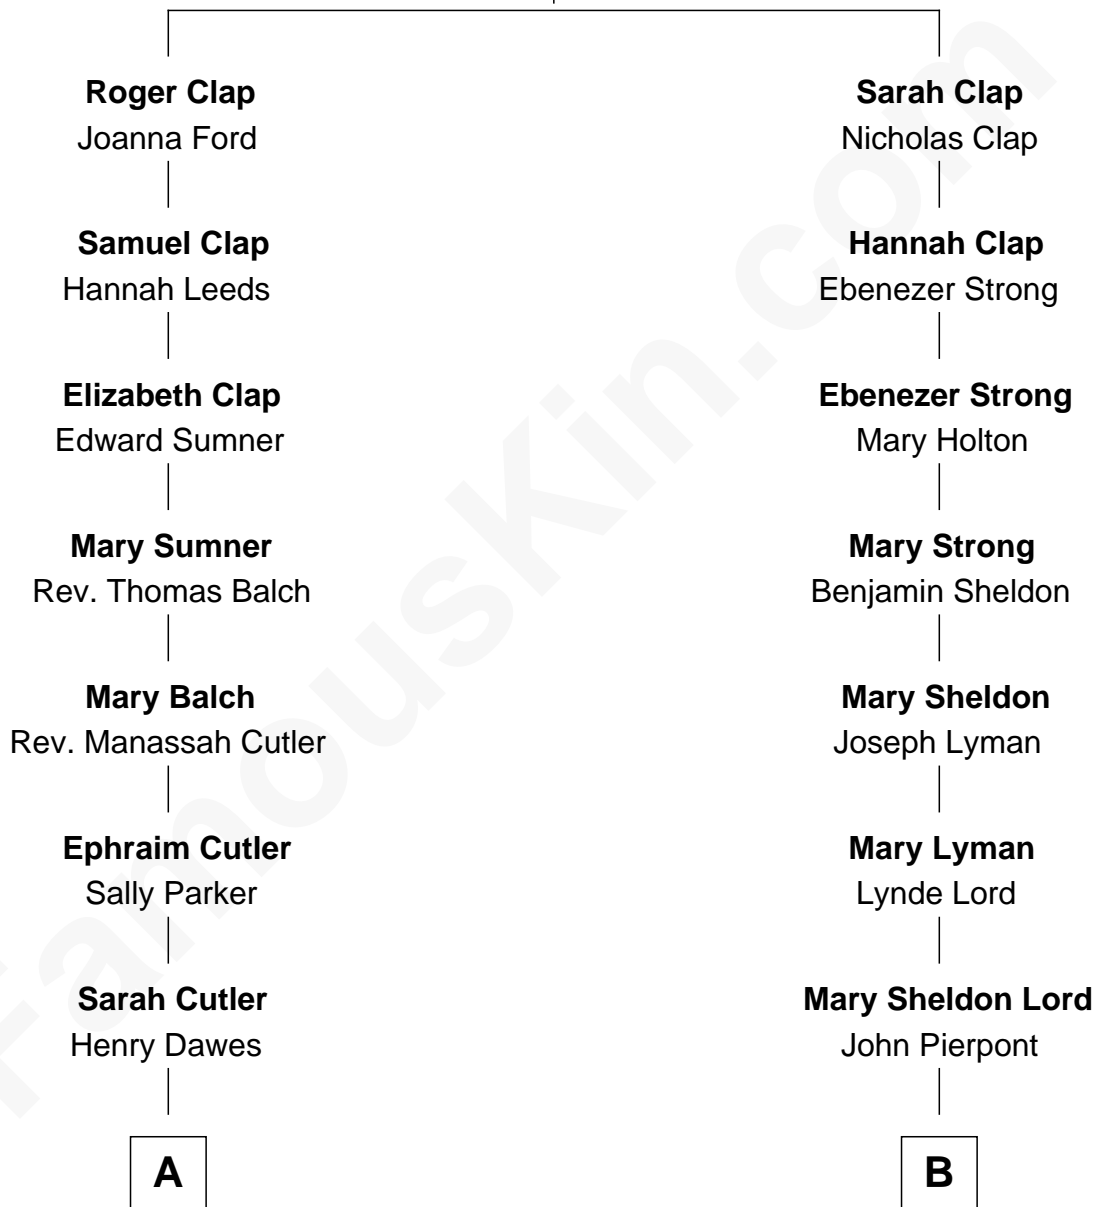 Roger Clap
Joanna Ford
Sarah Clap
Nicholas Clap
Samuel Clap
Hannah Leeds
Hannah Clap
Ebenezer Strong
Elizabeth Clap
Edward Sumner
Ebenezer Strong
Mary Holton
Mary Sumner
Rev. Thomas Balch
Mary Strong
Benjamin Sheldon
Mary Balch
Rev. Manassah Cutler
Mary Sheldon
Joseph Lyman
Ephraim Cutler
Sally Parker
Mary Lyman
Lynde Lord
Sarah Cutler
Henry Dawes
Mary Sheldon Lord
John Pierpont
A
B
FamousKin.com